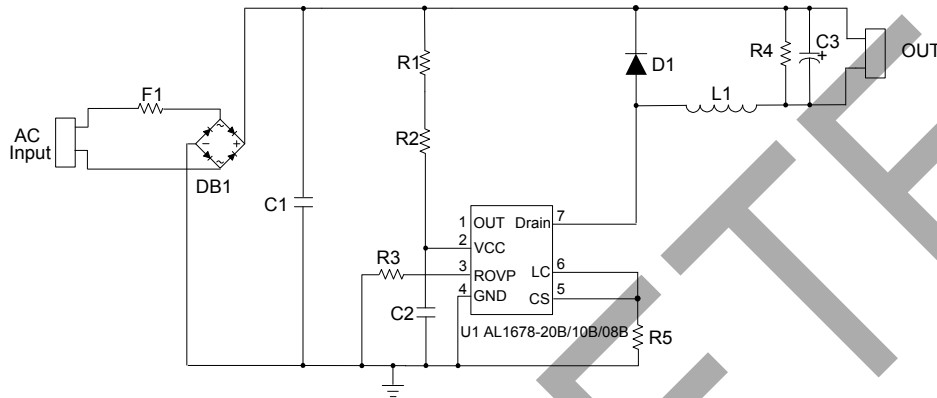 R1
R4
C3
OUT
D1
F1
L1
AC
Input
R2
~
- +
~
DB1
C1
1 OUT Drain 7
2 VCC
R3
3 ROVP LC 6
4 GND CS 5
C2
U1 AL1678-20B/10B/08B
R5
+
ETE